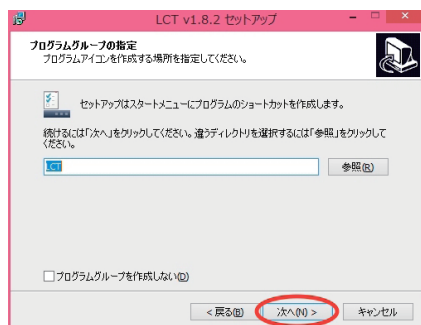 LCT v1.8.2 セットアップ
プログラムグループの指定
プログラムアイコンを作成する場所を指定してください。
セットアップはスタートメニューにプログラムのショートカットを作成します。
続けるには「次へ」をクリックしてください。違うディレクトリを選択するには「参照」をクリックして
ください。
LCT
参照(R)
プログラムグループを作成しない(D)
< 戻る(B)
次へ(N) >
キャンセル